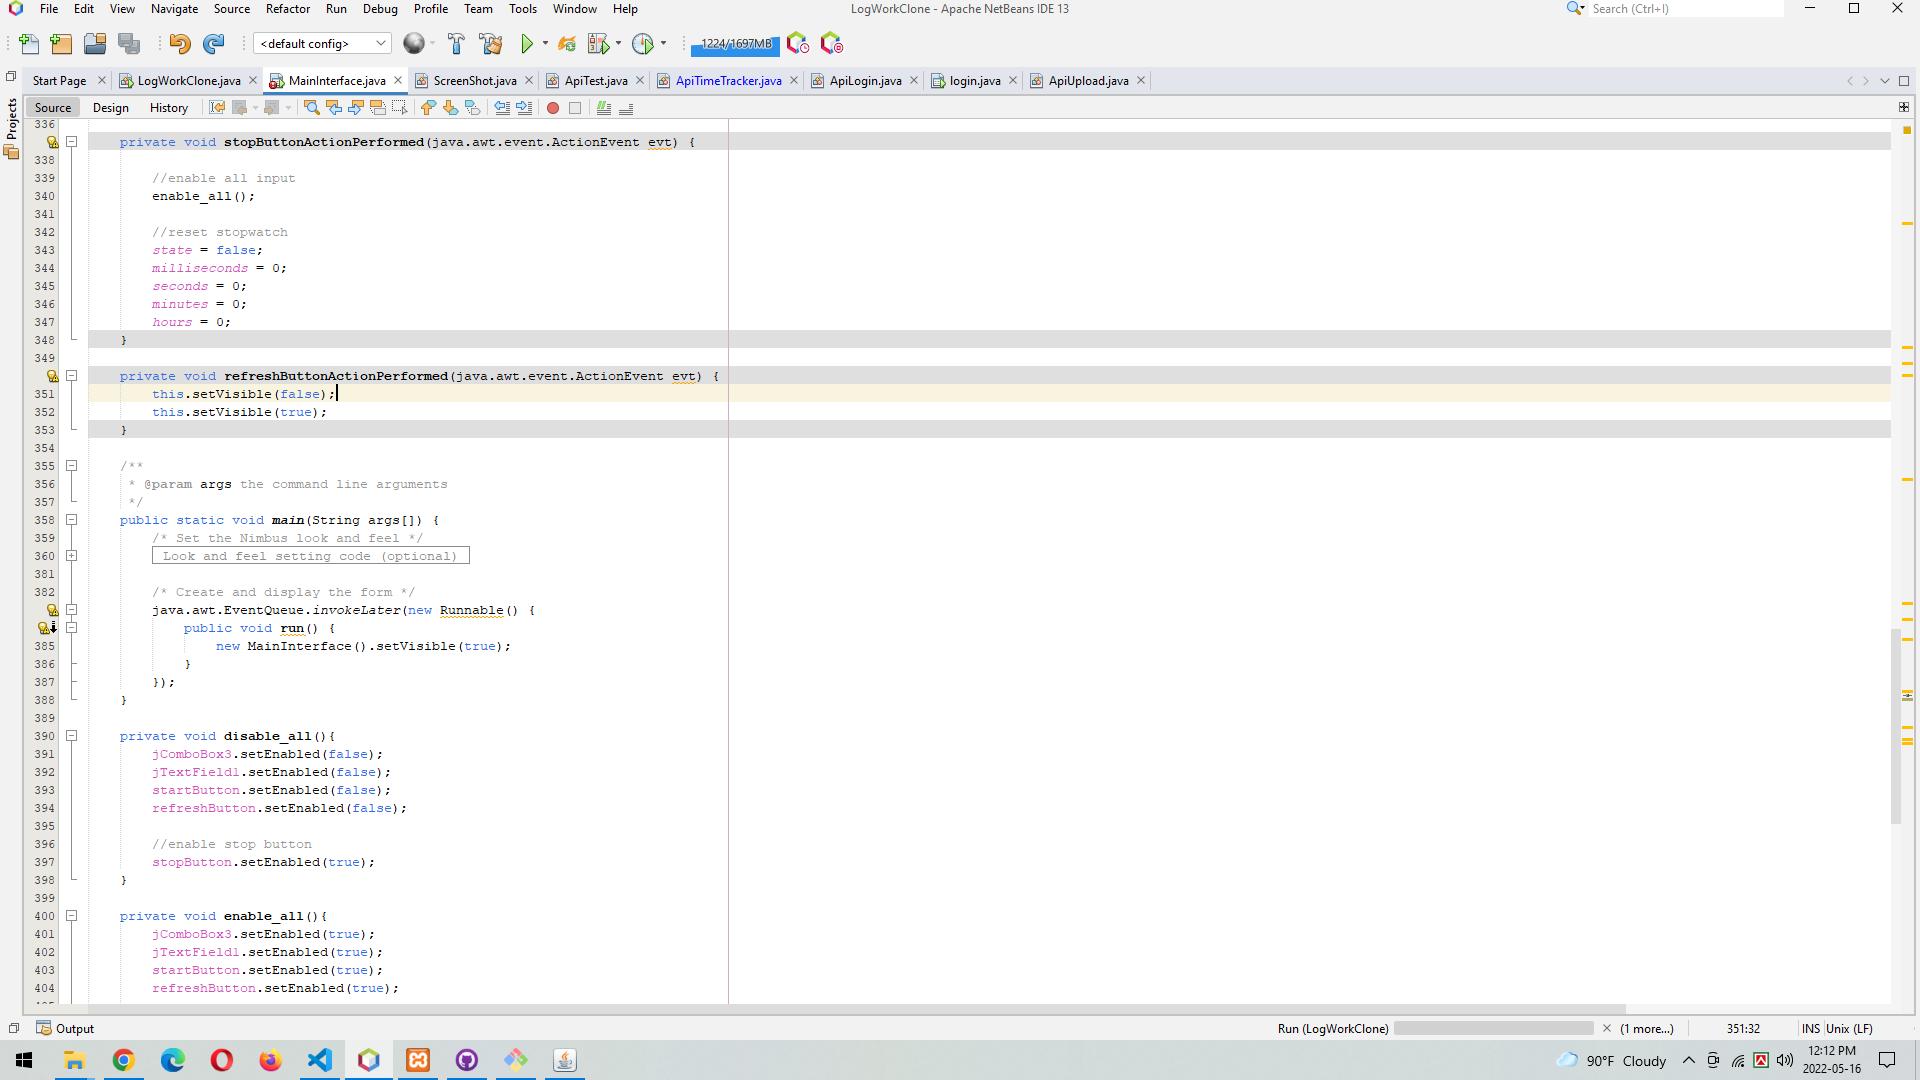 File Edit View Navigate Source Refactor Run Debug Profile Team Tools Window Help LogWorkClone - Apache NetBeans IDE 13 Search (Ctrl+I)
<default config> 1224/1697MB
Start Page LogWorkClone.java MainInterface.java ScreenShot.java ApiTest.java ApiTimeTracker.java ApiLogin.java login.java ApiUpload.java
Source Design History
Projects
336
private void stopButtonActionPerformed(java.awt.event.ActionEvent evt) {
338
339 //enable all input
340 enable_all();
341
342 //reset stopwatch
343 state = false;
344 milliseconds = 0;
345 seconds = 0;
346 minutes = 0;
347 hours = 0;
348 }
349
private void refreshButtonActionPerformed(java.awt.event.ActionEvent evt) {
351 this.setVisible(false);
352 this.setVisible(true);
353 }
354
355 /**
356 * @param args the command line arguments
357 */
358 public static void main(String args[]) {
359 /* Set the Nimbus look and feel */
360 Look and feel setting code (optional)
381
382 /* Create and display the form */
java.awt.EventQueue.invokeLater(new Runnable() {
public void run() {
385 new MainInterface().setVisible(true);
386 }
387 });
388 }
389
390 private void disable_all(){
391 jComboBox3.setEnabled(false);
392 jTextField1.setEnabled(false);
393 startButton.setEnabled(false);
394 refreshButton.setEnabled(false);
395
396 //enable stop button
397 stopButton.setEnabled(true);
398 }
399
400 private void enable_all(){
401 jComboBox3.setEnabled(true);
402 jTextField1.setEnabled(true);
403 startButton.setEnabled(true);
404 refreshButton.setEnabled(true);
Output Run (LogWorkClone) (1 more...) 351:32 INS Unix (LF)
90°F Cloudy 12:12 PM
2022-05-16